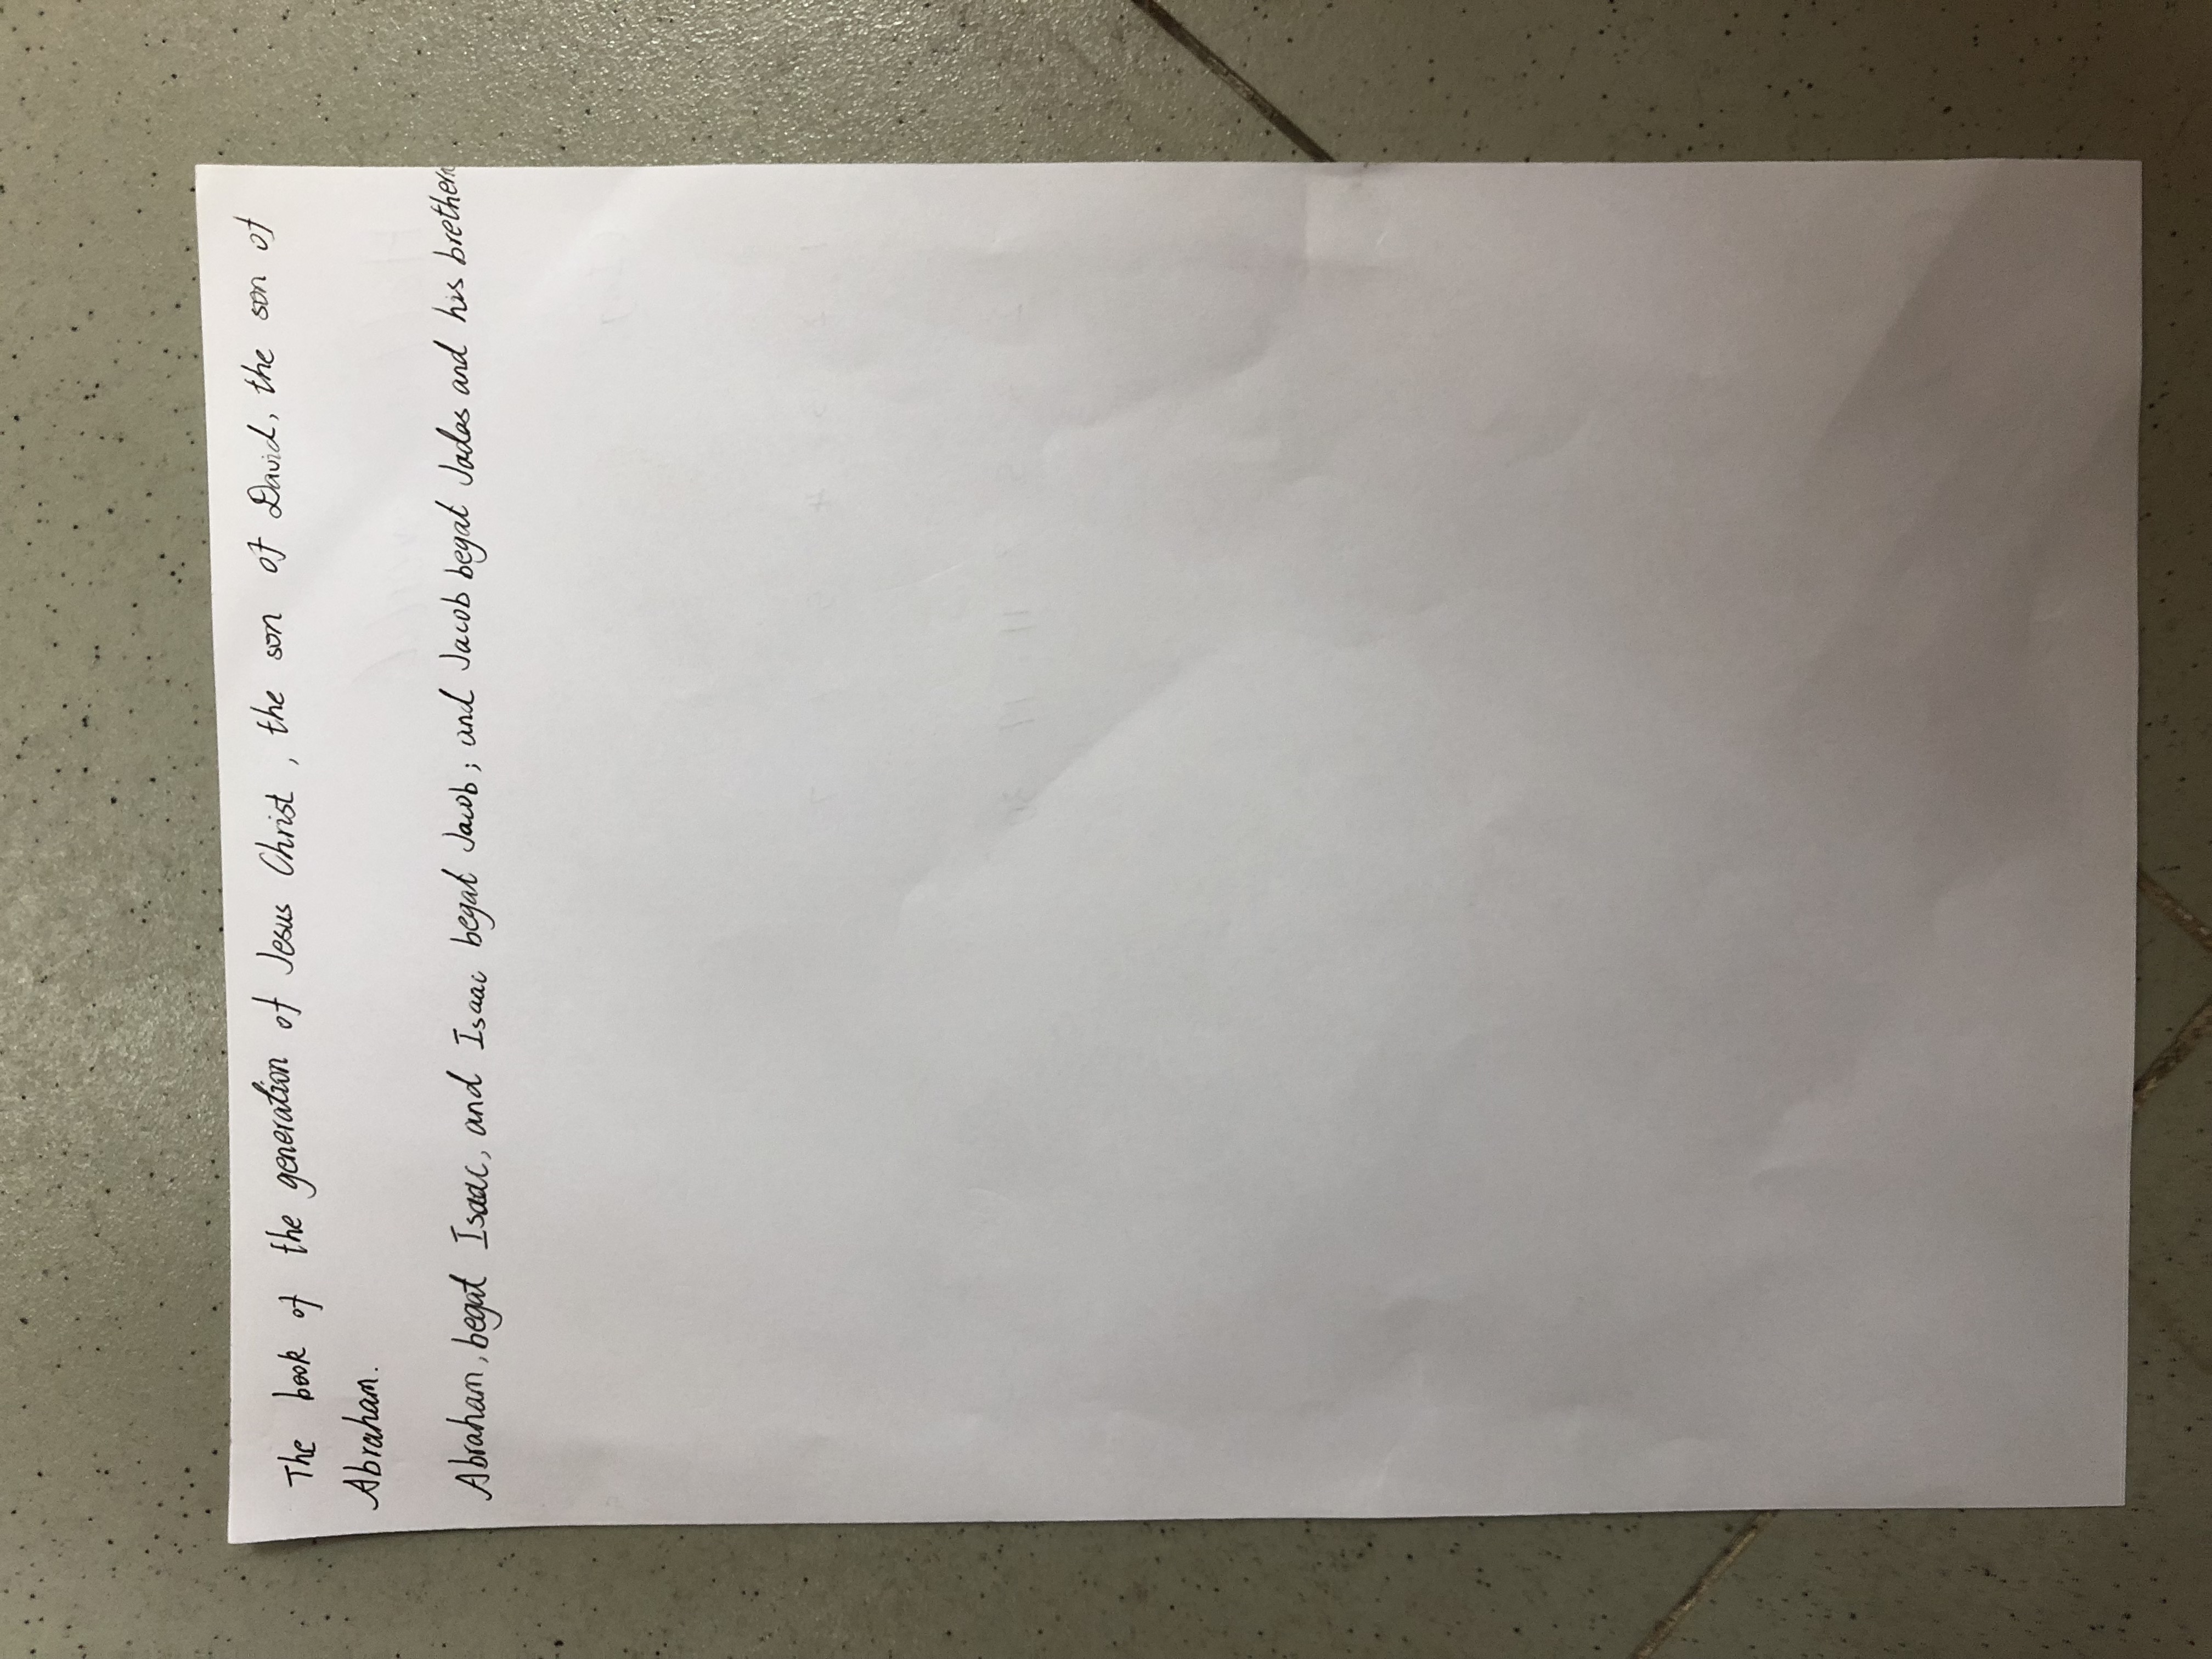 The book of the generation of Jesus Christ , the son of David, the son of
Abraham.
Abraham, begat Isaac, and Isaac begat Jacob; and Jacob begat Jadas and his brethern